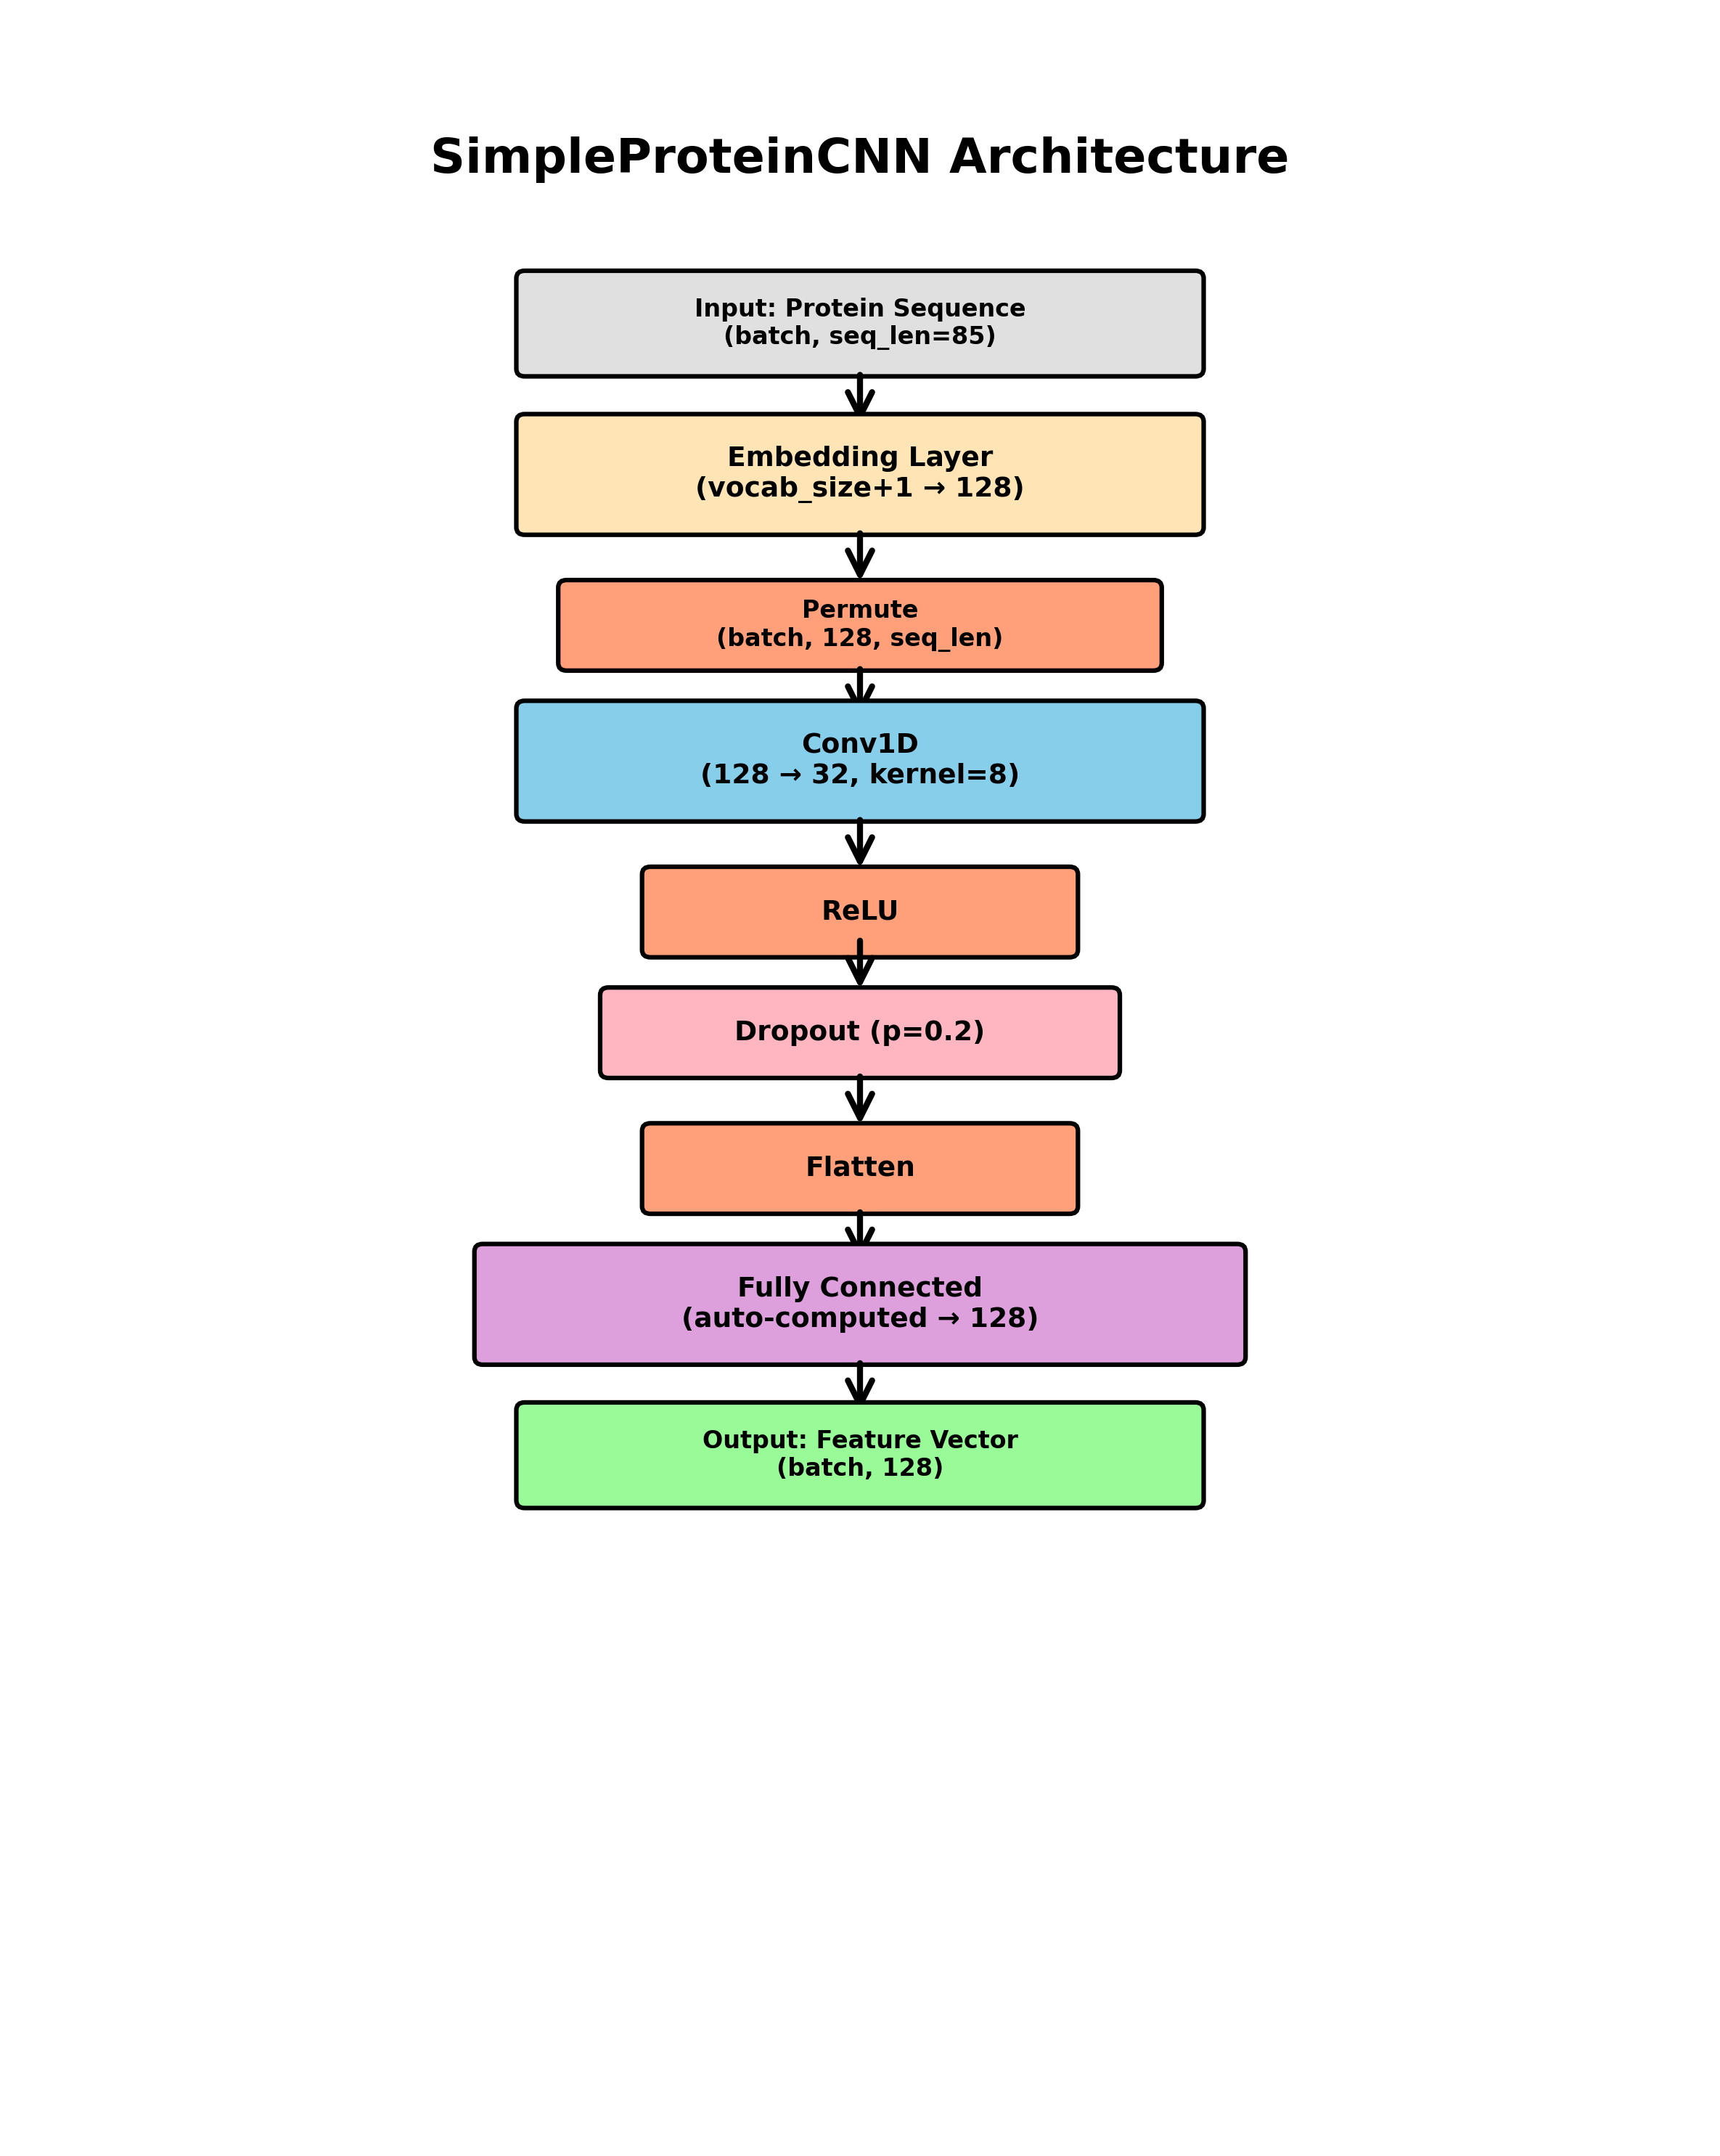 SimpleProteinCNN Architecture
Input: Protein Sequence
(batch, seq_len=85)
Embedding Layer
(vocab_size+1 → 128)
Permute
(batch, 128, seq_len)
Conv1D
(128 → 32, kernel=8)
ReLU
Dropout (p=0.2)
Flatten
Fully Connected
(auto-computed → 128)
Output: Feature Vector
(batch, 128)